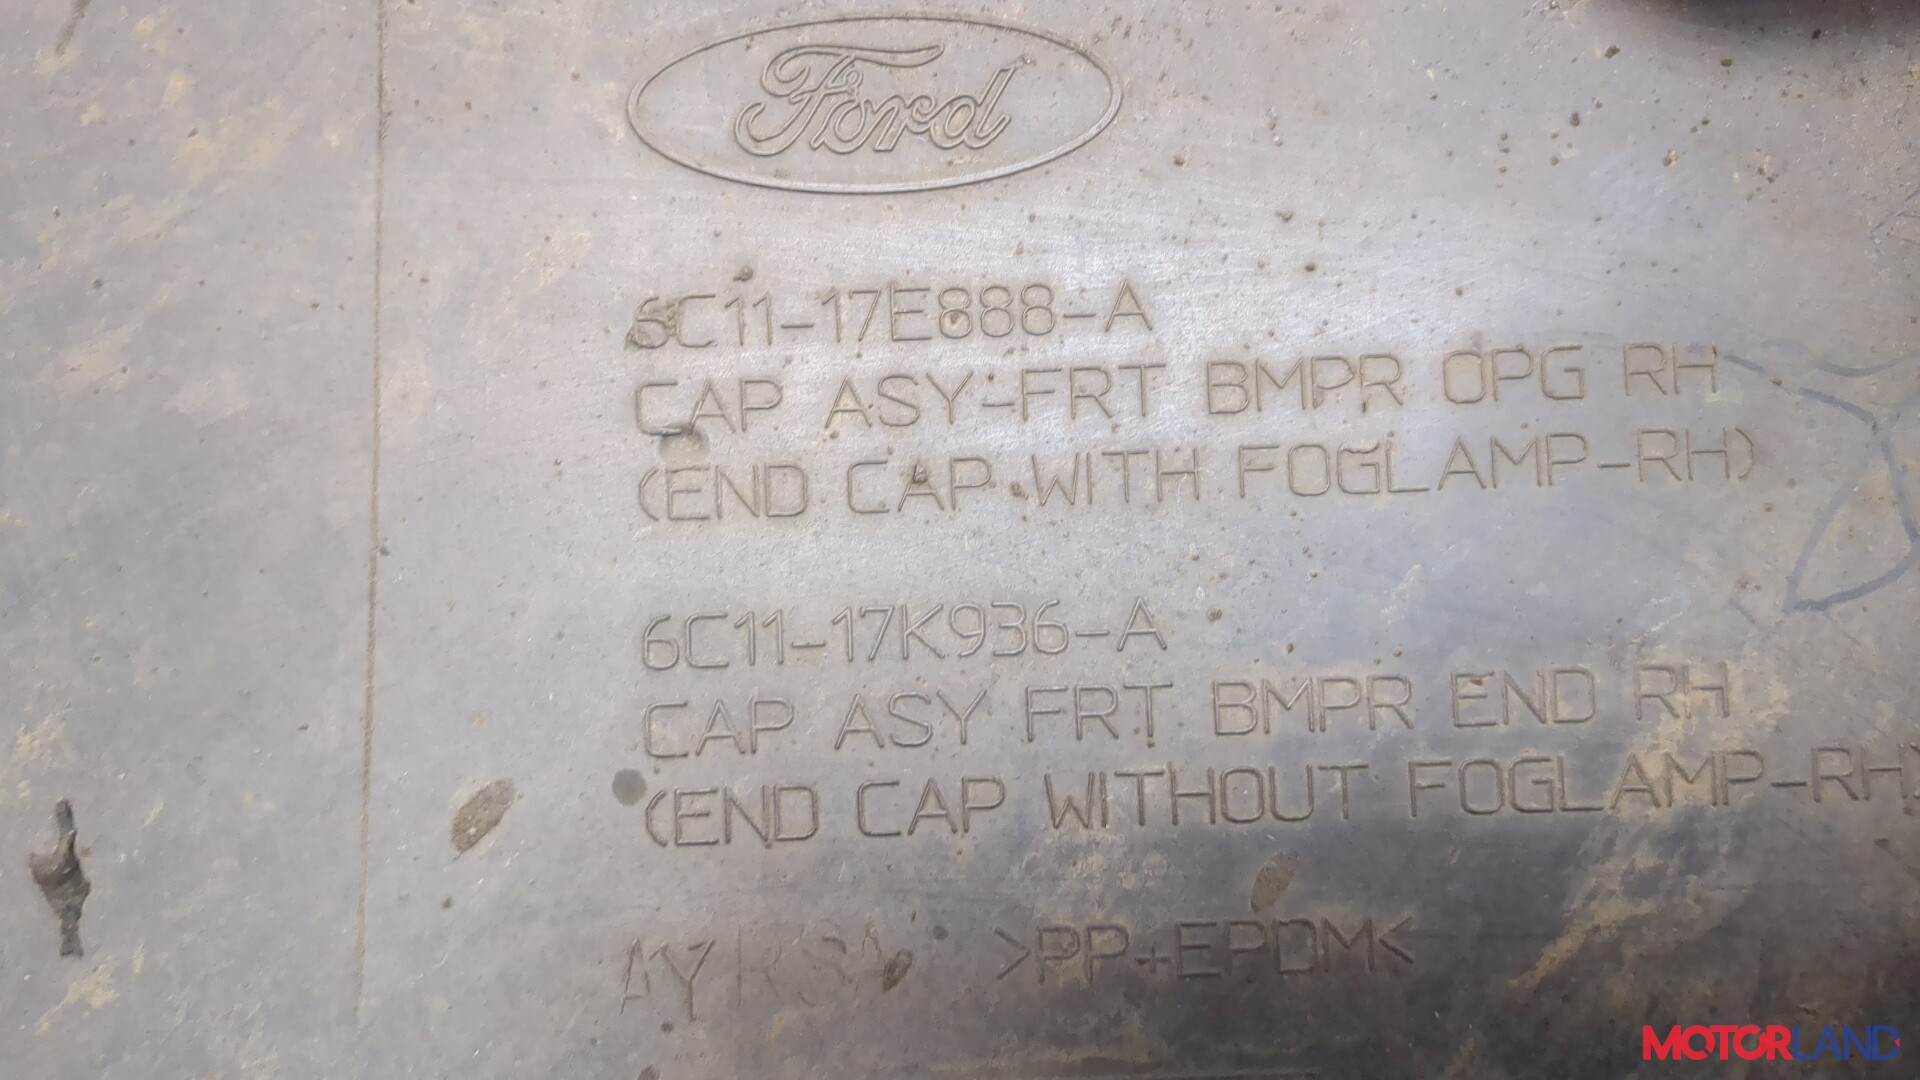 Ford
6C11-17E888-A
CAP ASY-FRT BMPR OPG RH
(END CAP WITH FOGLAMP-RH)
6C11-17K936-A
CAP ASY FRT BMPR END RH
(END CAP WITHOUT FOGLAMP-RH)
>PP+EPDM<
MOTORLAND